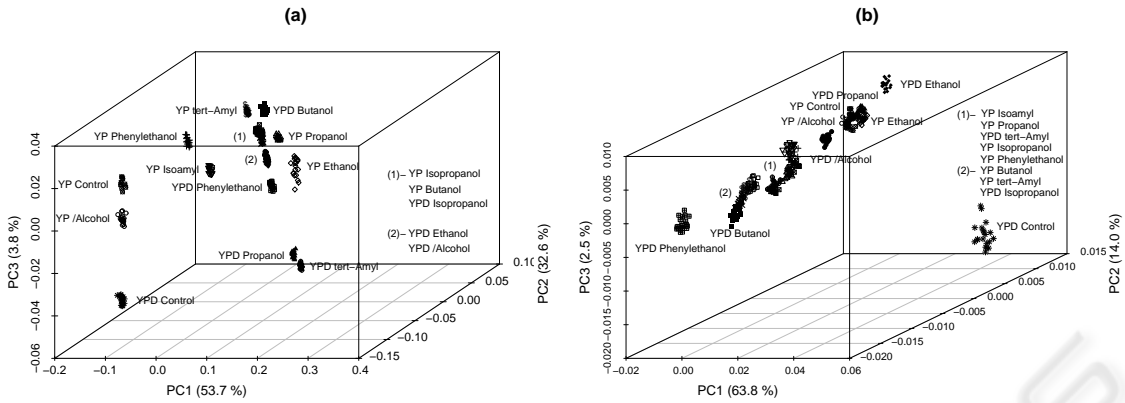 (a)
YP tert−Amyl
YPD Butanol
YP Phenylethanol
(1)
YP Propanol
YP Isoamyl
(2)
YP Ethanol
YPD Phenylethanol
YP Control
YP /Alcohol
YPD Control
YPD Propanol
YPD tert−Amyl
(1)− YP Isopropanol
YP Butanol
YPD Isopropanol
(2)− YPD Ethanol
YPD /Alcohol
0.04
0.02
0.00
−0.02
−0.04
−0.06
PC3 (3.8 %)
−0.2
−0.1
0.0
0.1
0.2
0.3
0.4
PC1 (53.7 %)
−0.15
−0.10
−0.05
0.00
0.05
0.10
PC2 (32.6 %)
(b)
YPD Ethanol
YPD Propanol
YP Control
YP /Alcohol
YP Ethanol
YPD /Alcohol
(1)
(2)
YPD Butanol
YPD Phenylethanol
YPD Control
(1)− YP Isoamyl
YP Propanol
YPD tert−Amyl
YP Isopropanol
YP Phenylethanol
(2)− YP Butanol
YP tert−Amyl
YPD Isopropanol
0.010
0.005
0.000
−0.005
−0.010
−0.015
−0.020
PC3 (2.5 %)
−0.02
0.00
0.02
0.04
0.06
PC1 (63.8 %)
−0.020
−0.015
−0.010
−0.005
0.000
0.005
0.010
0.015
PC2 (14.0 %)